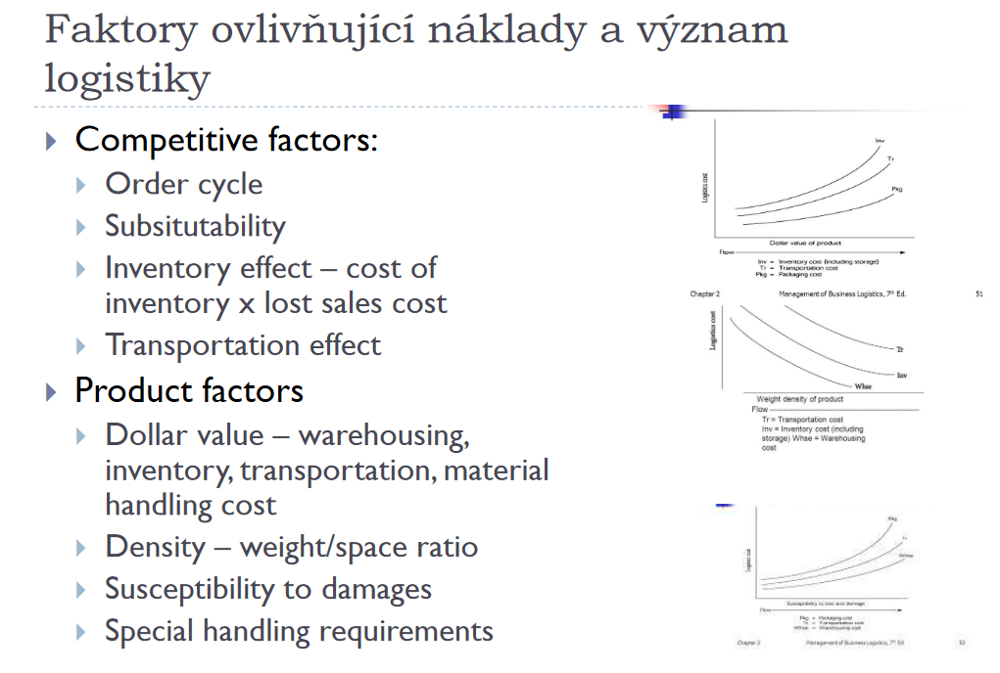 Faktory ovlivňující náklady a význam
logistiky
Competitive factors:
Order cycle
Subsitutability
Inventory effect – cost of
inventory x lost sales cost
Transportation effect
Product factors
Dollar value – warehousing,
inventory, transportation, material
handling cost
Density – weight/space ratio
Susceptibility to damages
Special handling requirements
Logistics cost
Inv
Tr
Pkg
Dollar value of product
Flow
Inv = Inventory cost (including storage)
Tr = Transportation cost
Pkg = Packaging cost
Chapter 2 Management of Business Logistics, 7th Ed. 51
Logistics cost
Tr
Inv
Whse
Weight density of product
Flow
Tr = Transportation cost
Inv = Inventory cost (including
storage) Whse = Warehousing
cost
Logistics cost
Pkg
Tr
Whse
Susceptibility to loss and damage
Flow
Pkg = Packaging cost
Tr = Transportation cost
Whse = Warehousing cost
Chapter 2 Management of Business Logistics, 7th Ed. 53